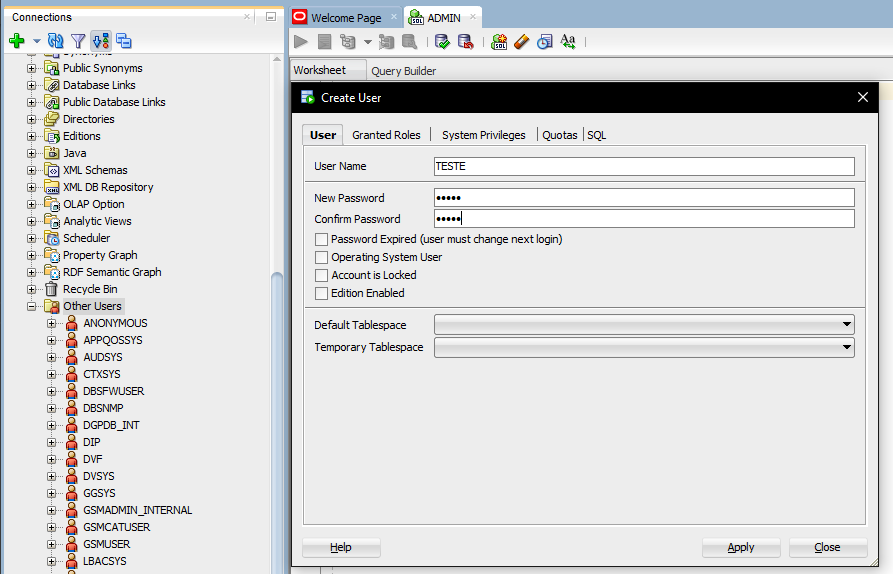 Connections
Welcome Page
ADMIN
Public Synonyms
Database Links
Public Database Links
Directories
Editions
Java
XML Schemas
XML DB Repository
OLAP Option
Analytic Views
Scheduler
Property Graph
RDF Semantic Graph
Recycle Bin
Other Users
ANONYMOUS
APPQOSSYS
AUDSYS
CTXSYS
DBSFWUSER
DBSNMP
DGPDB_INT
DIP
DVF
DVSYS
GGSYS
GSMADMIN_INTERNAL
GSMCATUSER
GSMUSER
LBACSYS
Worksheet Query Builder
Create User
User Granted Roles System Privileges Quotas SQL
User Name TESTE
New Password •••••
Confirm Password •••••
Password Expired (user must change next login)
Operating System User
Account is Locked
Edition Enabled
Default Tablespace
Temporary Tablespace
Help Apply Close